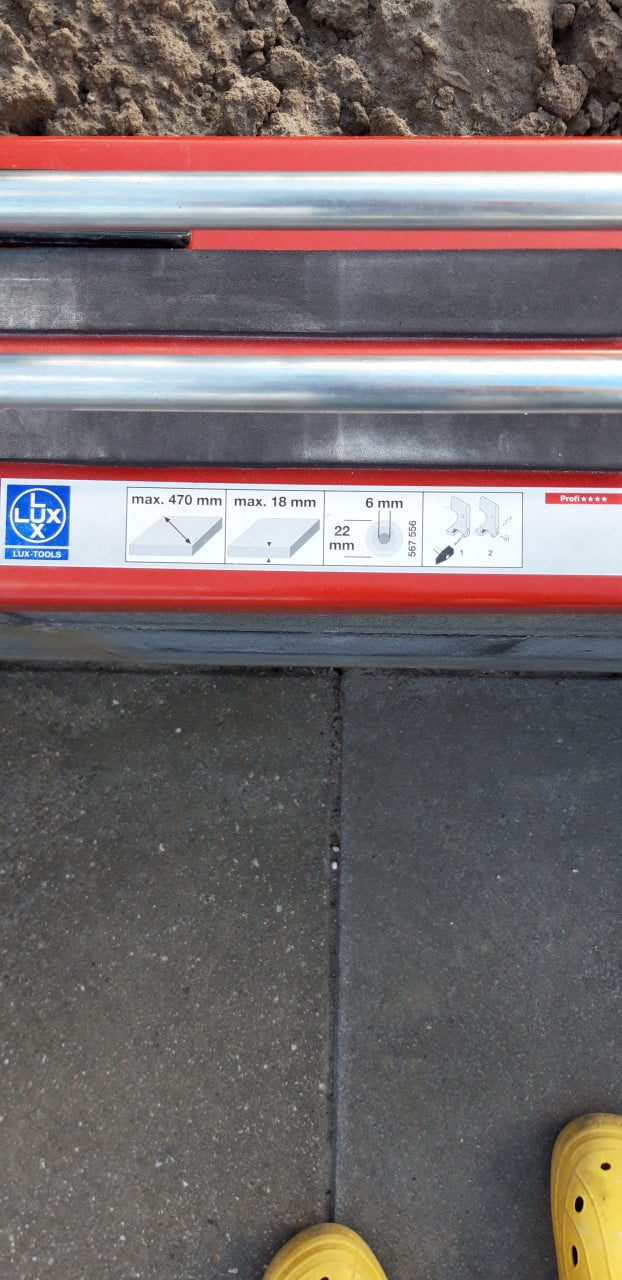 L
LUX
X
LUX-TOOLS
max. 470 mm
max. 18 mm
6 mm
22
mm
567 556
1
2
Profi ★★★★